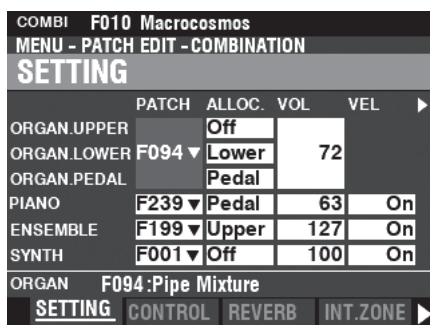 COMBI F010 Macrocosmos
MENU - PATCH EDIT - COMBINATION
SETTING
PATCH ALLOC. VOL VEL ▶
ORGAN.UPPER Off
ORGAN.LOWER F094 ▼ Lower 72
ORGAN.PEDAL Pedal
PIANO F239 ▼ Pedal 63 On
ENSEMBLE F199 ▼ Upper 127 On
SYNTH F001 ▼ Off 100 On
ORGAN F094:Pipe Mixture
SETTING CONTROL REVERB INT.ZONE ▶